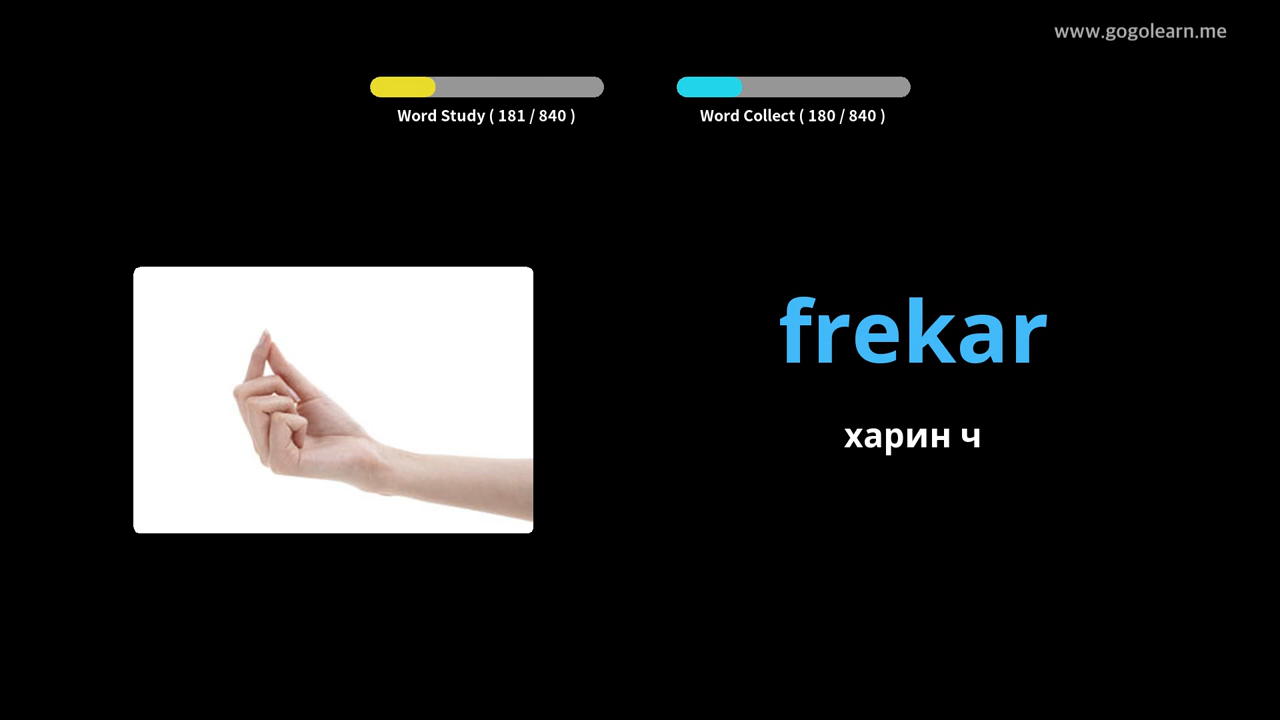 www.gogolearn.me
Word Study ( 181 / 840 )
Word Collect ( 180 / 840 )
frekar
харин ч